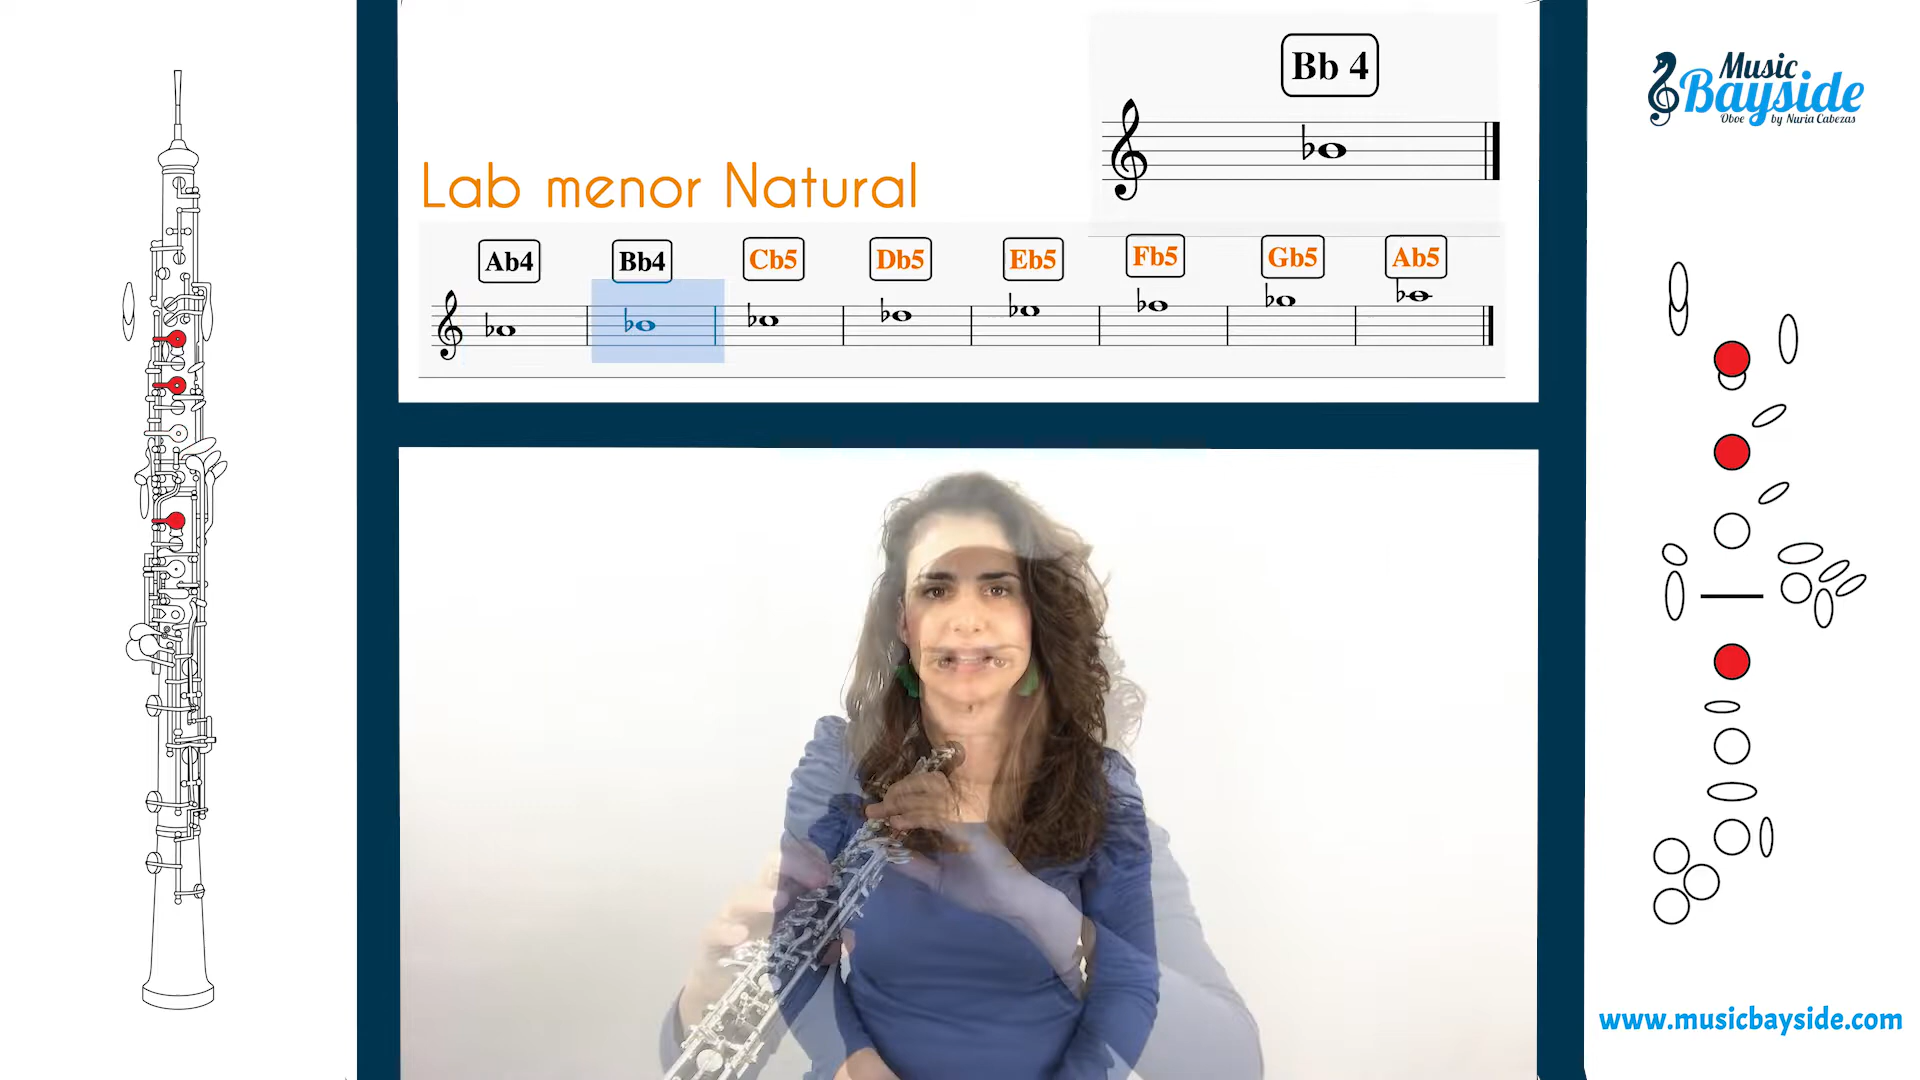 Bb 4
Music
Bayside
Oboe by Nuria Cabezas
Lab menor Natural
Ab4 Bb4 Cb5 Db5 Eb5 Fb5 Gb5 Ab5
www.musicbayside.com